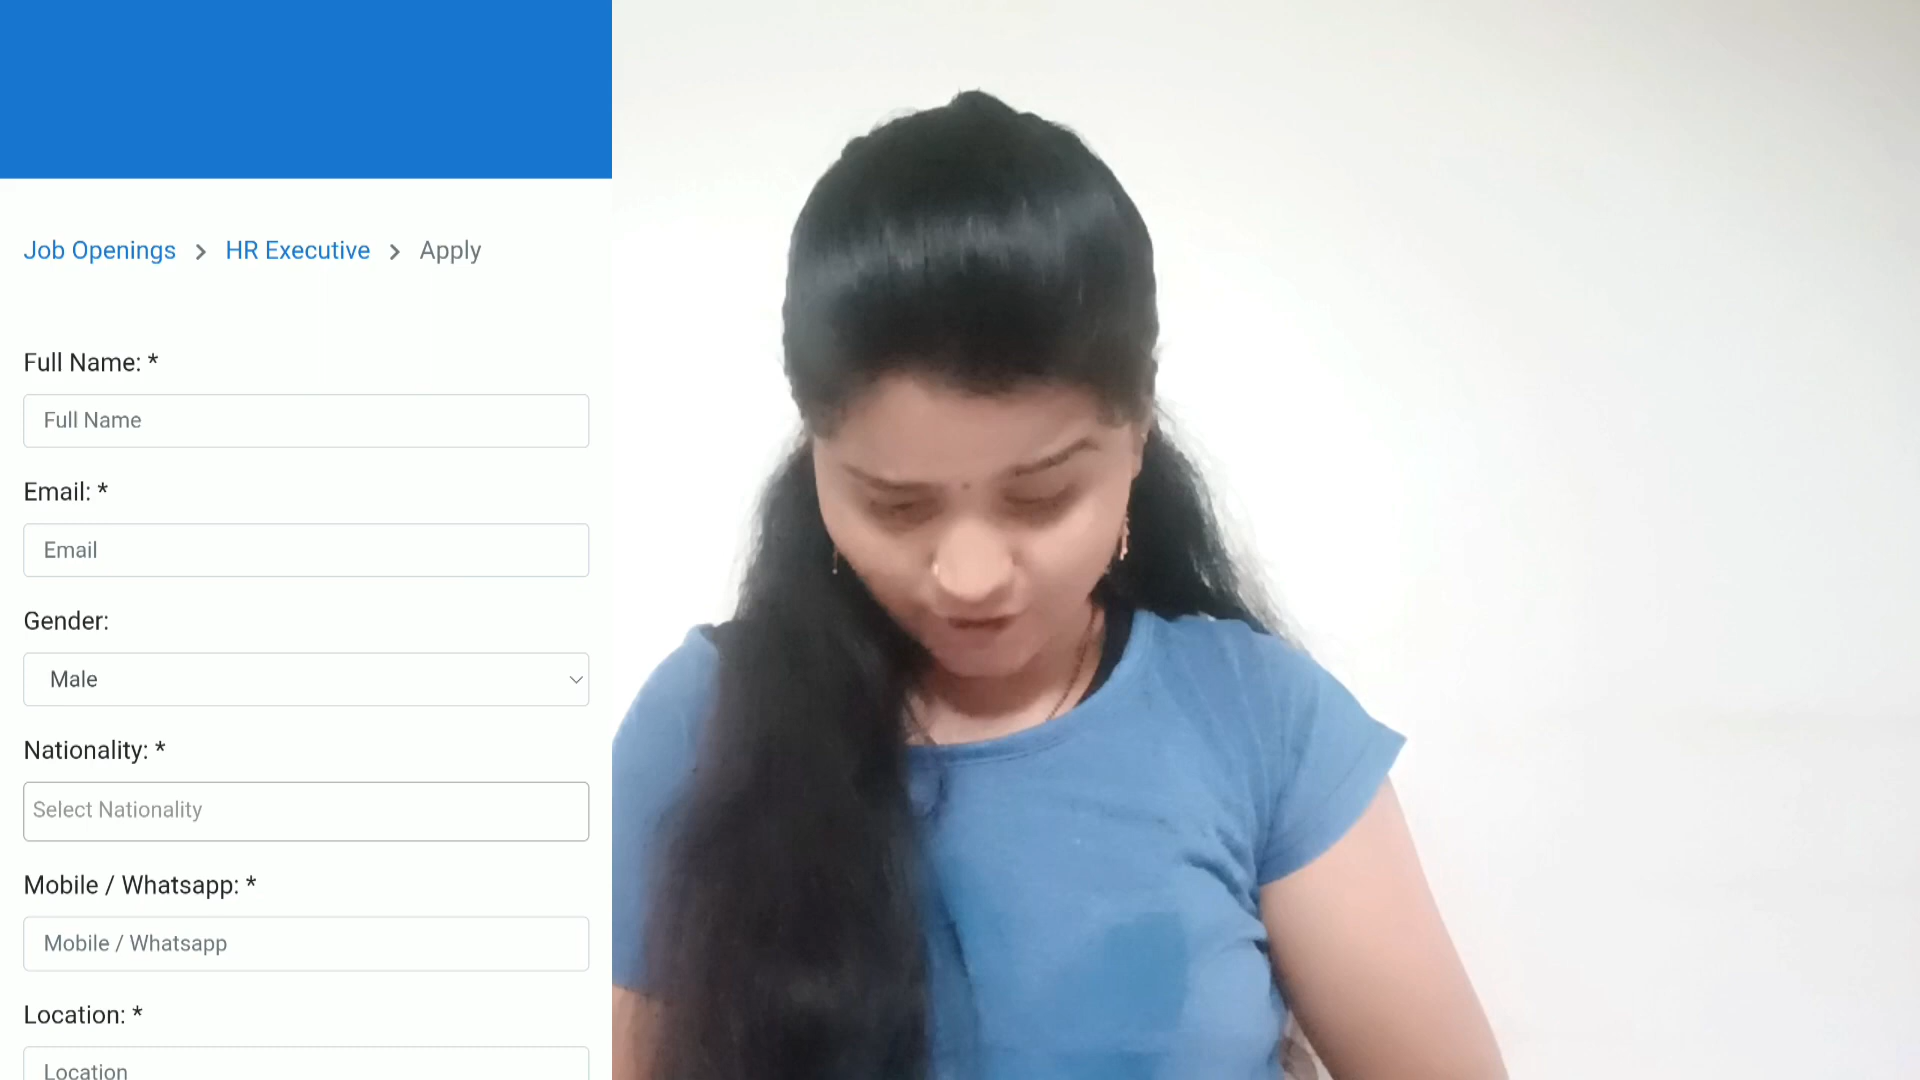 Job Openings > HR Executive > Apply
Full Name: *
Full Name
Email: *
Email
Gender:
Male
Nationality: *
Select Nationality
Mobile / Whatsapp: *
Mobile / Whatsapp
Location: *
Location